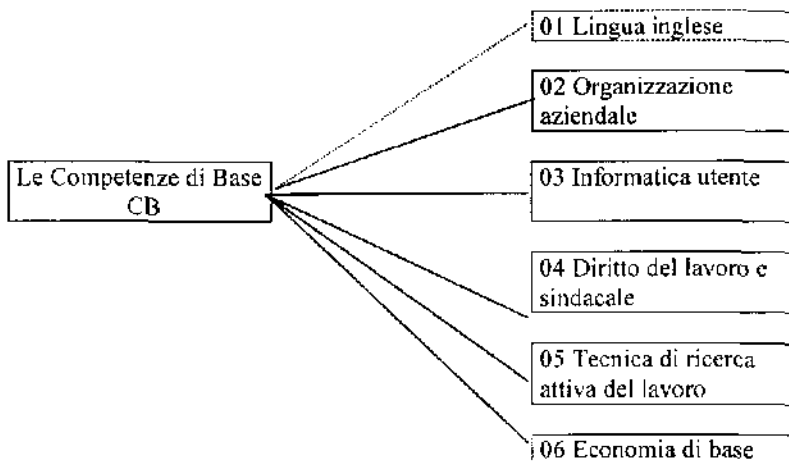 01 Lingua inglese
02 Organizzazione
aziendale
Le Competenze di Base
CB
03 Informatica utente
04 Diritto del lavoro e
sindacale
05 Tecnica di ricerca
attiva del lavoro
06 Economia di base